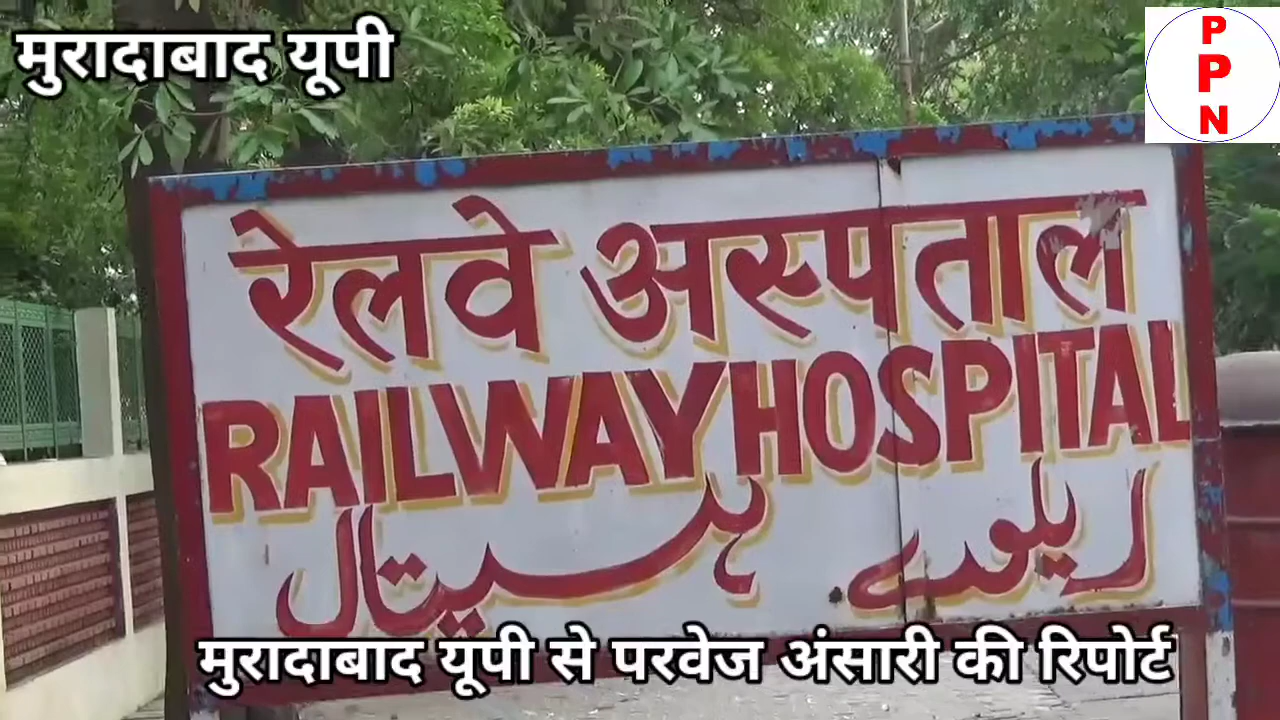 मुरादाबाद यूपी
P
P
N
रेलवे अस्पताल
RAILWAY HOSPITAL
ریلوے ہسپتال
मुरादाबाद यूपी से परवेज अंसारी की रिपोर्ट